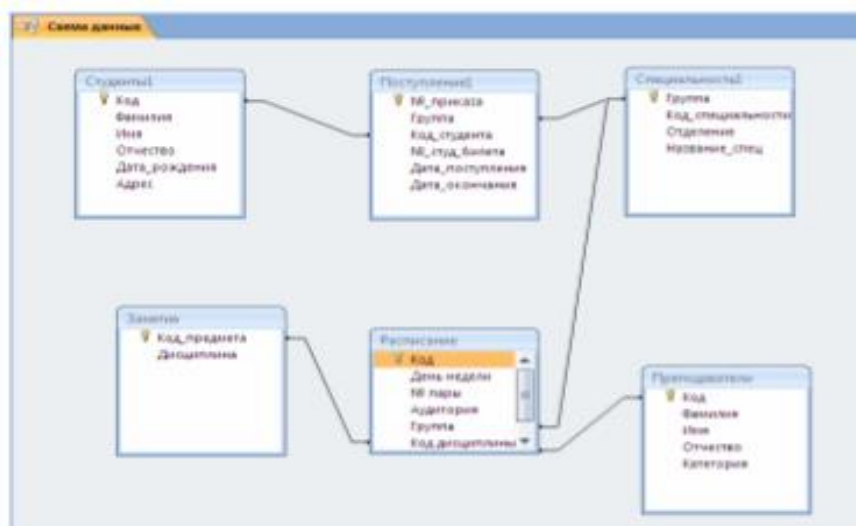 Схема данных
Студенты1
Код
Фамилия
Имя
Отчество
Дата_рождения
Адрес
Поступление1
№_приказа
Группа
Код_студента
№_студ_билета
Дата_поступления
Дата_окончания
Специальность1
Группа
Код_специальности
Отделение
Название_спец
Занятия
Код_предмета
Дисциплина
Расписание
Код
День недели
№ пары
Аудитория
Группа
Код дисциплины
Преподаватели
Код
Фамилия
Имя
Отчество
Категория